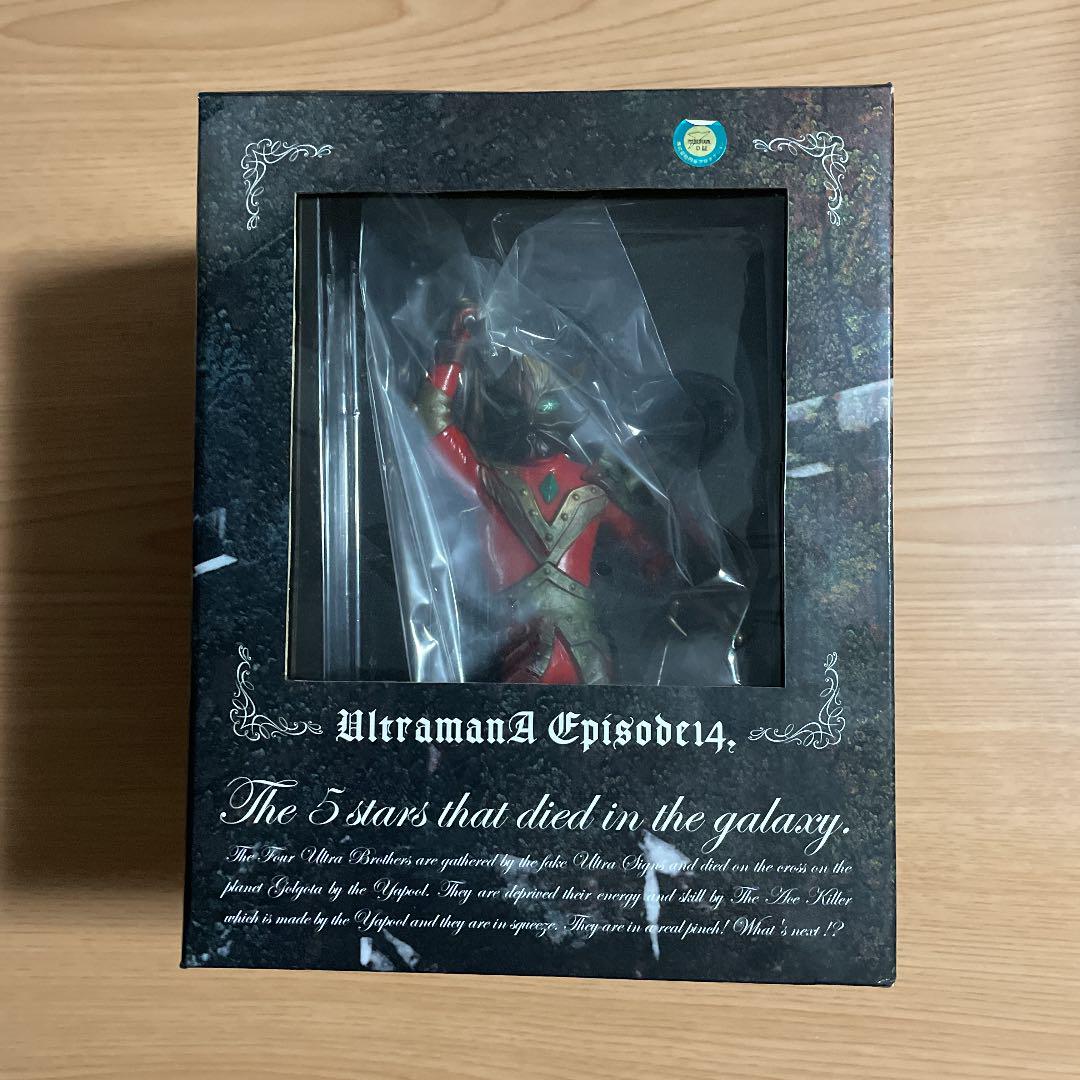 UltramanA Episode14,
The 5 stars that died in the galaxy.
The Four Ultra Brothers are gathered by the fake Ultra Signs and died on the cross on the
planet Golgota by the Yapool. They are deprived their energy and skill by The Ace Killer
which is made by the Yapool and they are in squeeze. They are in a real pinch! What's next !?